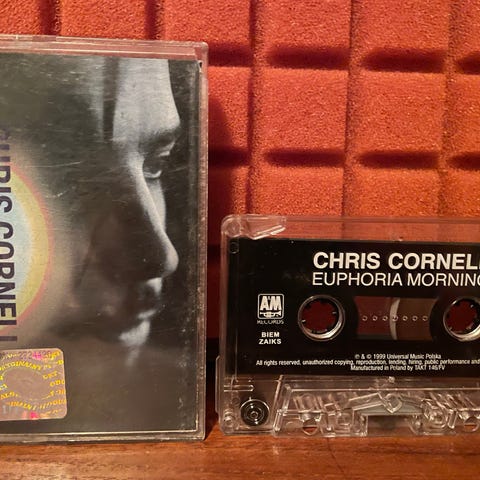 CHRIS CORNELL
CHRIS CORNELL
EUPHORIA MORNING
A&M
RECORDS
BIEM
ZAIKS
℗ & © 1999 Universal Music Polska
All rights reserved, unauthorized copying, reproduction, lending, hiring, public performance and
Manufactured in Poland by TAKT 146/FV